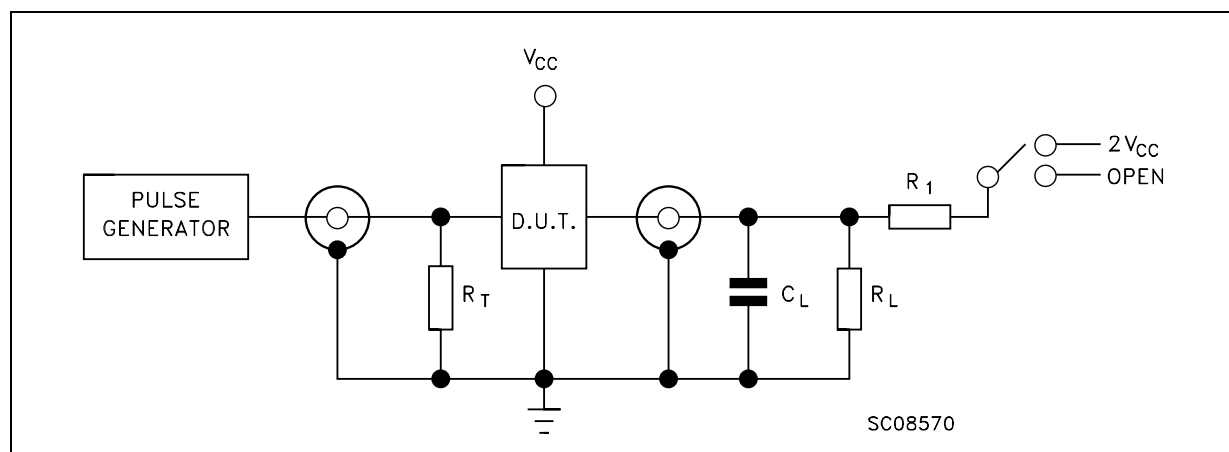 VCC
PULSE
GENERATOR
D.U.T.
RT
CL
RL
R1
2VCC
OPEN
SC08570